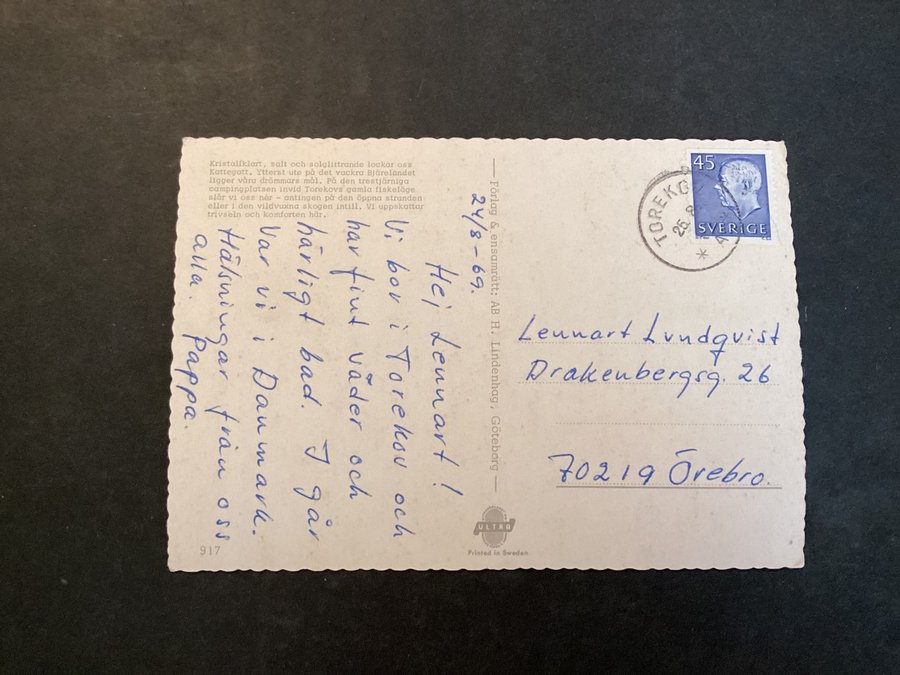 Kristallklart, salt och solglittrande lockar oss
Kattegatt. Ytterst ute på det vackra Bjärelandet
ligger våra drömmars mål. På den trestjärniga
campingplatsen invid Torekovs gamla fiskeläge
slår vi oss ner - antingen på den öppna stranden
eller i den vildvuxna skogen intill. Vi uppskattar
trivseln och komforten här.
24/8-69.
Hej Lennart!
Vi bor i Torekov och
har fint väder och
härligt bad. I går
var vi i Danmark.
Hälsningar från oss
alla. Pappa.
917
— Förlag & ensamrätt: AB H. Lindenhag, Göteborg —
ULTRA
Printed in Sweden
45
SVERIGE
25 8
Lennart Lundqvist
Drakenbergsg. 26
70219 Örebro.